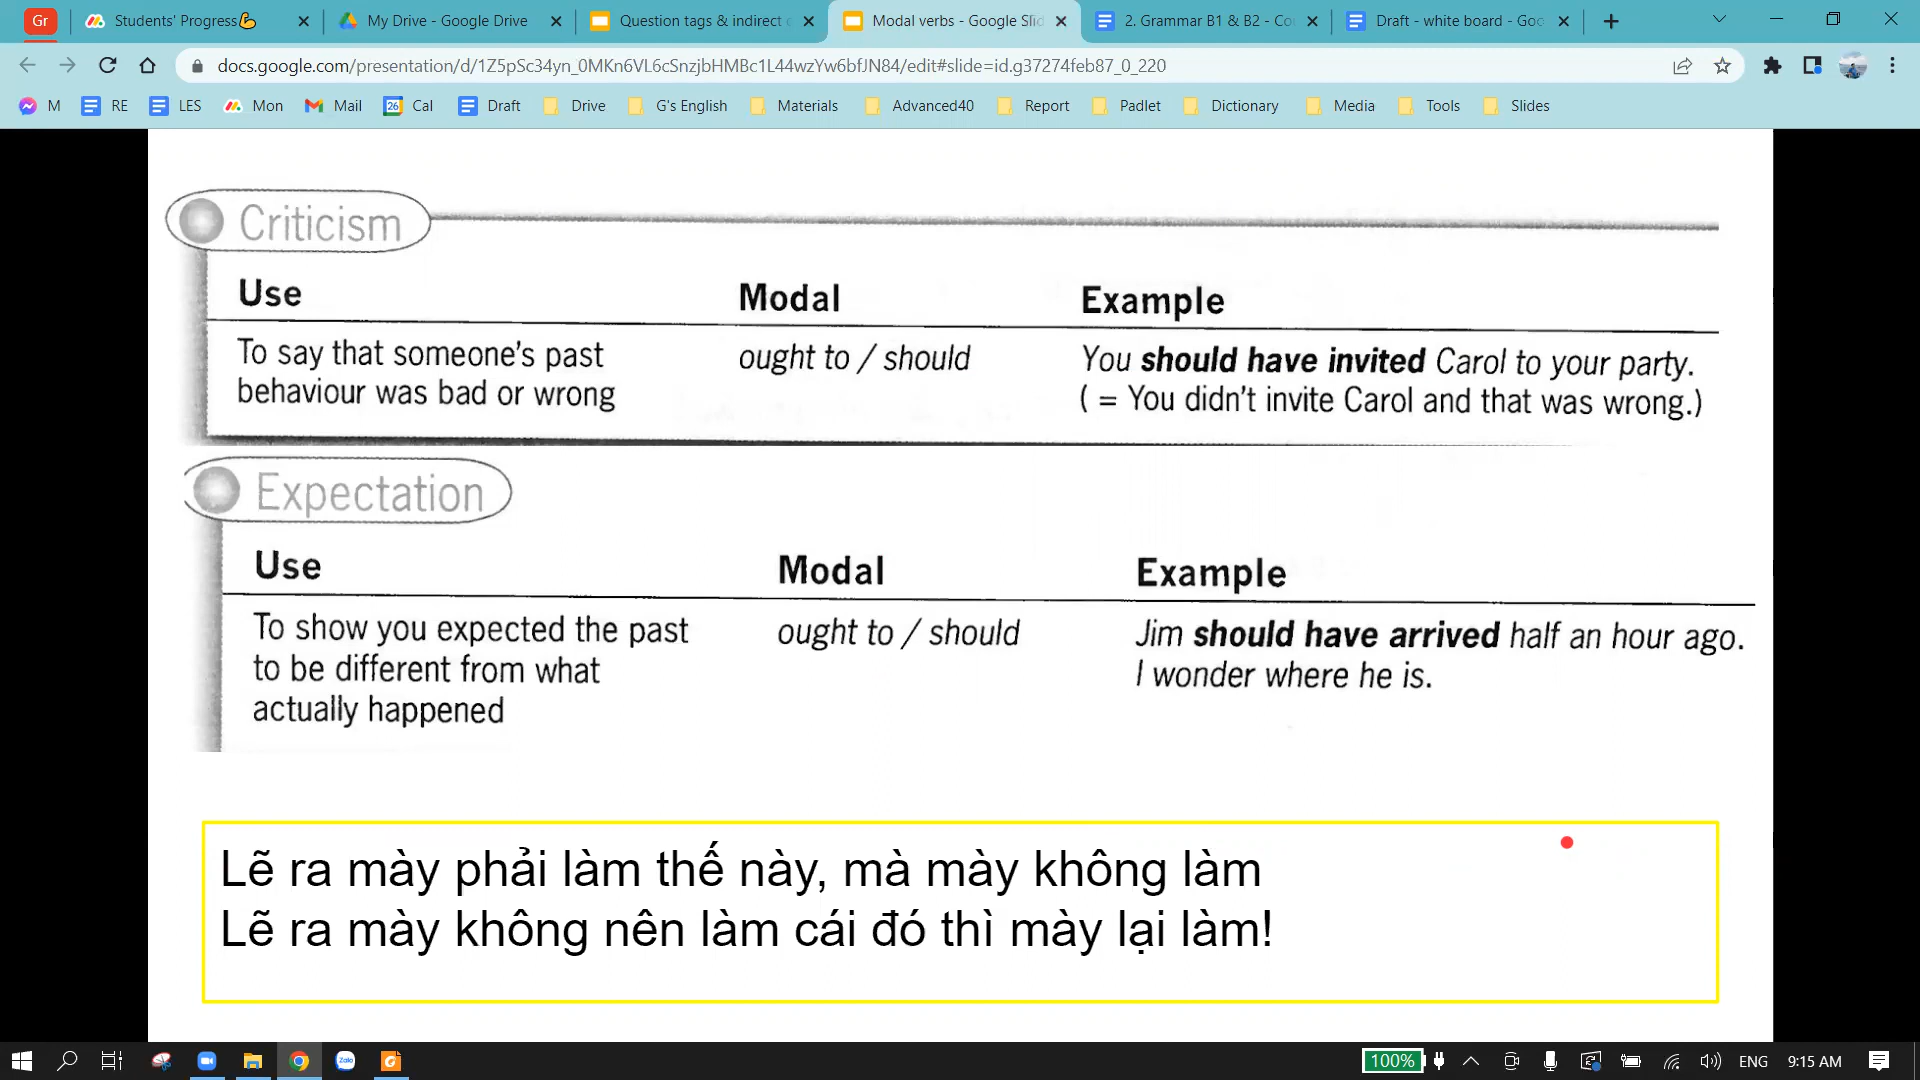 Gr
Students' Progress💪
My Drive - Google Drive
Question tags & indirect
Modal verbs - Google Slid
2. Grammar B1 & B2 - Co
Draft - white board - Goo
docs.google.com/presentation/d/1Z5pSc34yn_0MKn6VL6cSnzjbHMBc1L44wzYw6bfJN84/edit#slide=id.g37274feb87_0_220
M RE LES Mon Mail 26 Cal Draft Drive G's English Materials Advanced40 Report Padlet Dictionary Media Tools Slides
Criticism
Use Modal Example
To say that someone's past ought to / should You should have invited Carol to your party.
behaviour was bad or wrong ( = You didn't invite Carol and that was wrong.)
Expectation
Use Modal Example
To show you expected the past ought to / should Jim should have arrived half an hour ago.
to be different from what I wonder where he is.
actually happened
Lẽ ra mày phải làm thế này, mà mày không làm
Lẽ ra mày không nên làm cái đó thì mày lại làm!
Zalo 100% ENG 9:15 AM